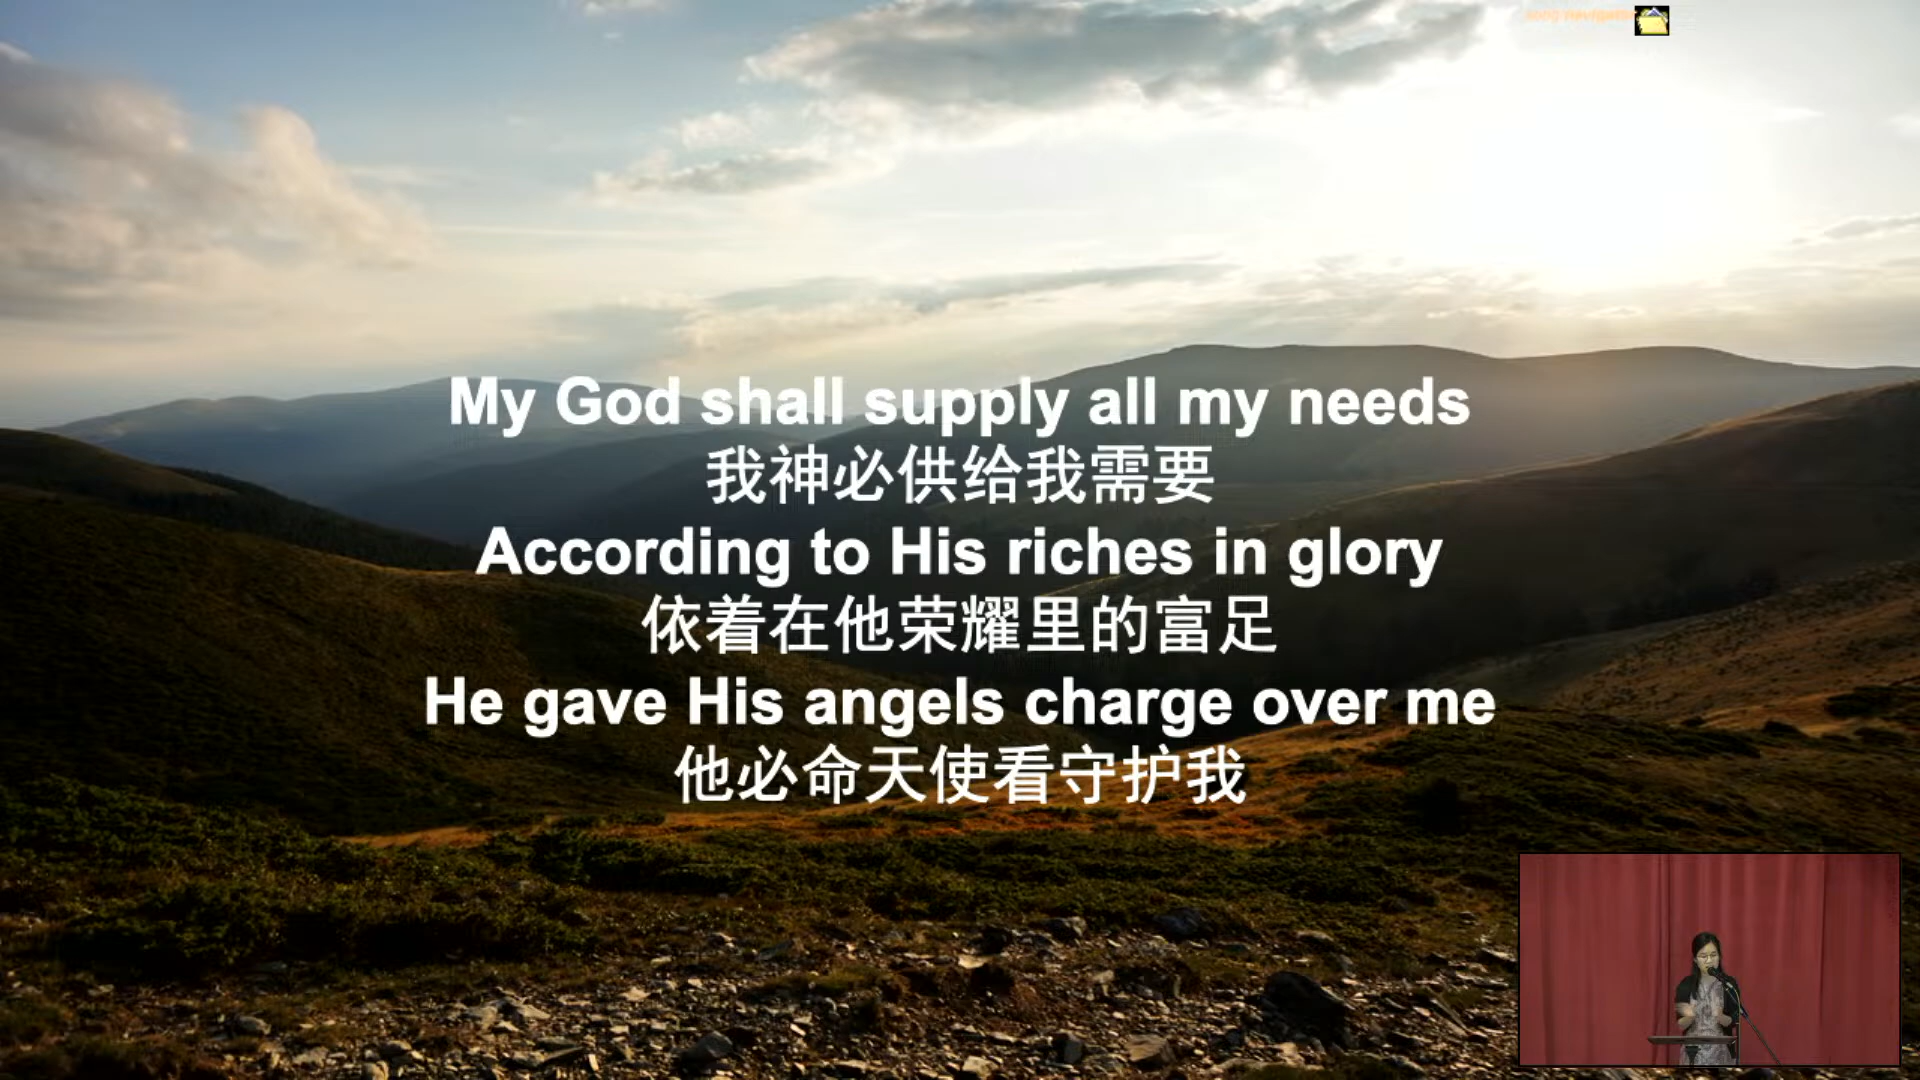 song navigator
My God shall supply all my needs
我神必供给我需要
According to His riches in glory
依着在他荣耀里的富足
He gave His angels charge over me
他必命天使看守护我